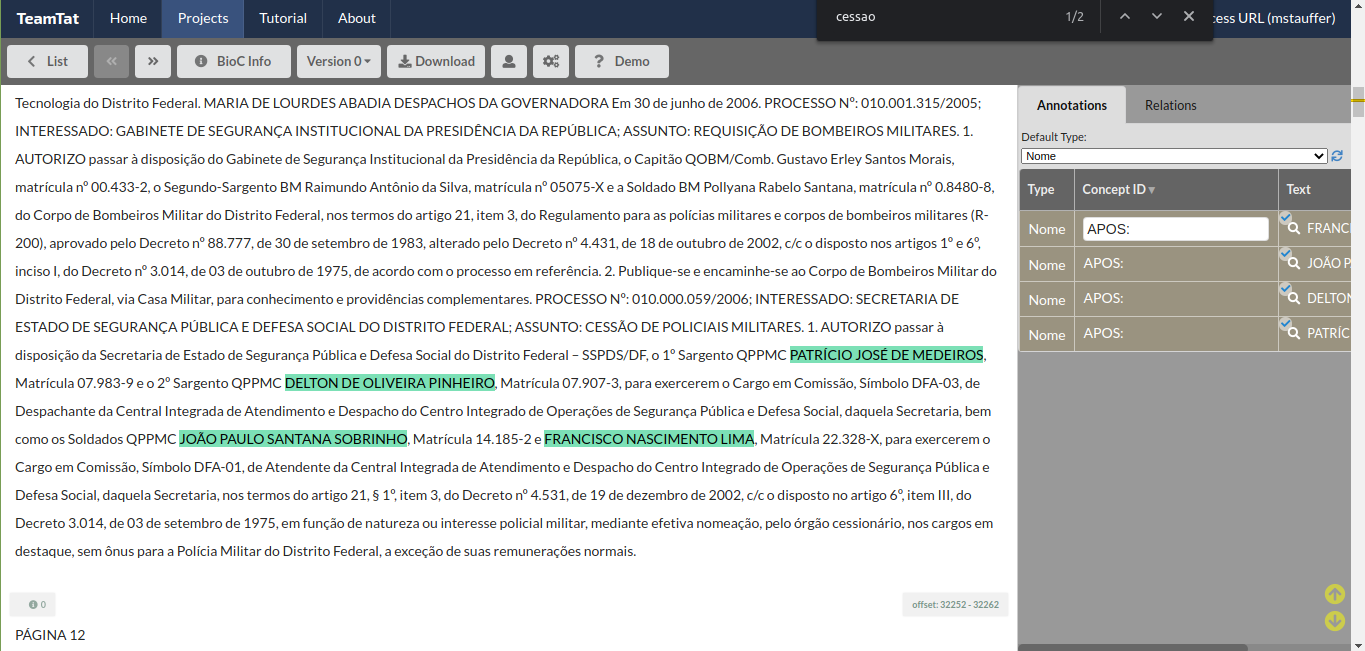 TeamTat Home Projects Tutorial About cessao 1/2 cess URL (mstauffer)
List BioC Info Version 0 Download ? Demo
Tecnologia do Distrito Federal. MARIA DE LOURDES ABADIA DESPACHOS DA GOVERNADORA Em 30 de junho de 2006. PROCESSO Nº: 010.001.315/2005;
INTERESSADO: GABINETE DE SEGURANÇA INSTITUCIONAL DA PRESIDÊNCIA DA REPÚBLICA; ASSUNTO: REQUISIÇÃO DE BOMBEIROS MILITARES. 1.
AUTORIZO passar à disposição do Gabinete de Segurança Institucional da Presidência da República, o Capitão QOBM/Comb. Gustavo Erley Santos Morais,
matrícula nº 00.433-2, o Segundo-Sargento BM Raimundo Antônio da Silva, matrícula nº 05075-X e a Soldado BM Pollyana Rabelo Santana, matrícula nº 0.8480-8,
do Corpo de Bombeiros Militar do Distrito Federal, nos termos do artigo 21, item 3, do Regulamento para as polícias militares e corpos de bombeiros militares (R-
200), aprovado pelo Decreto nº 88.777, de 30 de setembro de 1983, alterado pelo Decreto nº 4.431, de 18 de outubro de 2002, c/c o disposto nos artigos 1º e 6º,
inciso I, do Decreto nº 3.014, de 03 de outubro de 1975, de acordo com o processo em referência. 2. Publique-se e encaminhe-se ao Corpo de Bombeiros Militar do
Distrito Federal, via Casa Militar, para conhecimento e providências complementares. PROCESSO Nº: 010.000.059/2006; INTERESSADO: SECRETARIA DE
ESTADO DE SEGURANÇA PÚBLICA E DEFESA SOCIAL DO DISTRITO FEDERAL; ASSUNTO: CESSÃO DE POLICIAIS MILITARES. 1. AUTORIZO passar à
disposição da Secretaria de Estado de Segurança Pública e Defesa Social do Distrito Federal – SSPDS/DF, o 1º Sargento QPPMC PATRÍCIO JOSÉ DE MEDEIROS,
Matrícula 07.983-9 e o 2º Sargento QPPMC DELTON DE OLIVEIRA PINHEIRO, Matrícula 07.907-3, para exercerem o Cargo em Comissão, Símbolo DFA-03, de
Despachante da Central Integrada de Atendimento e Despacho do Centro Integrado de Operações de Segurança Pública e Defesa Social, daquela Secretaria, bem
como os Soldados QPPMC JOÃO PAULO SANTANA SOBRINHO, Matrícula 14.185-2 e FRANCISCO NASCIMENTO LIMA, Matrícula 22.328-X, para exercerem o
Cargo em Comissão, Símbolo DFA-01, de Atendente da Central Integrada de Atendimento e Despacho do Centro Integrado de Operações de Segurança Pública e
Defesa Social, daquela Secretaria, nos termos do artigo 21, § 1º, item 3, do Decreto nº 4.531, de 19 de dezembro de 2002, c/c o disposto no artigo 6º, item III, do
Decreto 3.014, de 03 de setembro de 1975, em função de natureza ou interesse policial militar, mediante efetiva nomeação, pelo órgão cessionário, nos cargos em
destaque, sem ônus para a Polícia Militar do Distrito Federal, a exceção de suas remunerações normais.
0 offset: 32252 - 32262
PÁGINA 12
Annotations Relations
Default Type:
Nome
Type Concept ID Text
Nome APOS: FRANCI
Nome APOS: JOÃO P
Nome APOS: DELTON
Nome APOS: PATRÍC